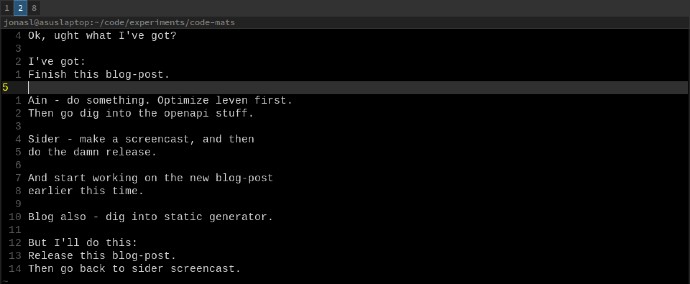 1 2 8
jonasl@asuslaptop:~/code/experiments/code-mats
4 Ok, ught what I've got?
3
2 I've got:
1 Finish this blog-post.
5
1 Ain - do something. Optimize leven first.
2 Then go dig into the openapi stuff.
3
4 Sider - make a screencast, and then
5 do the damn release.
6
7 And start working on the new blog-post
8 earlier this time.
9
10 Blog also - dig into static generator.
11
12 But I'll do this:
13 Release this blog-post.
14 Then go back to sider screencast.
~